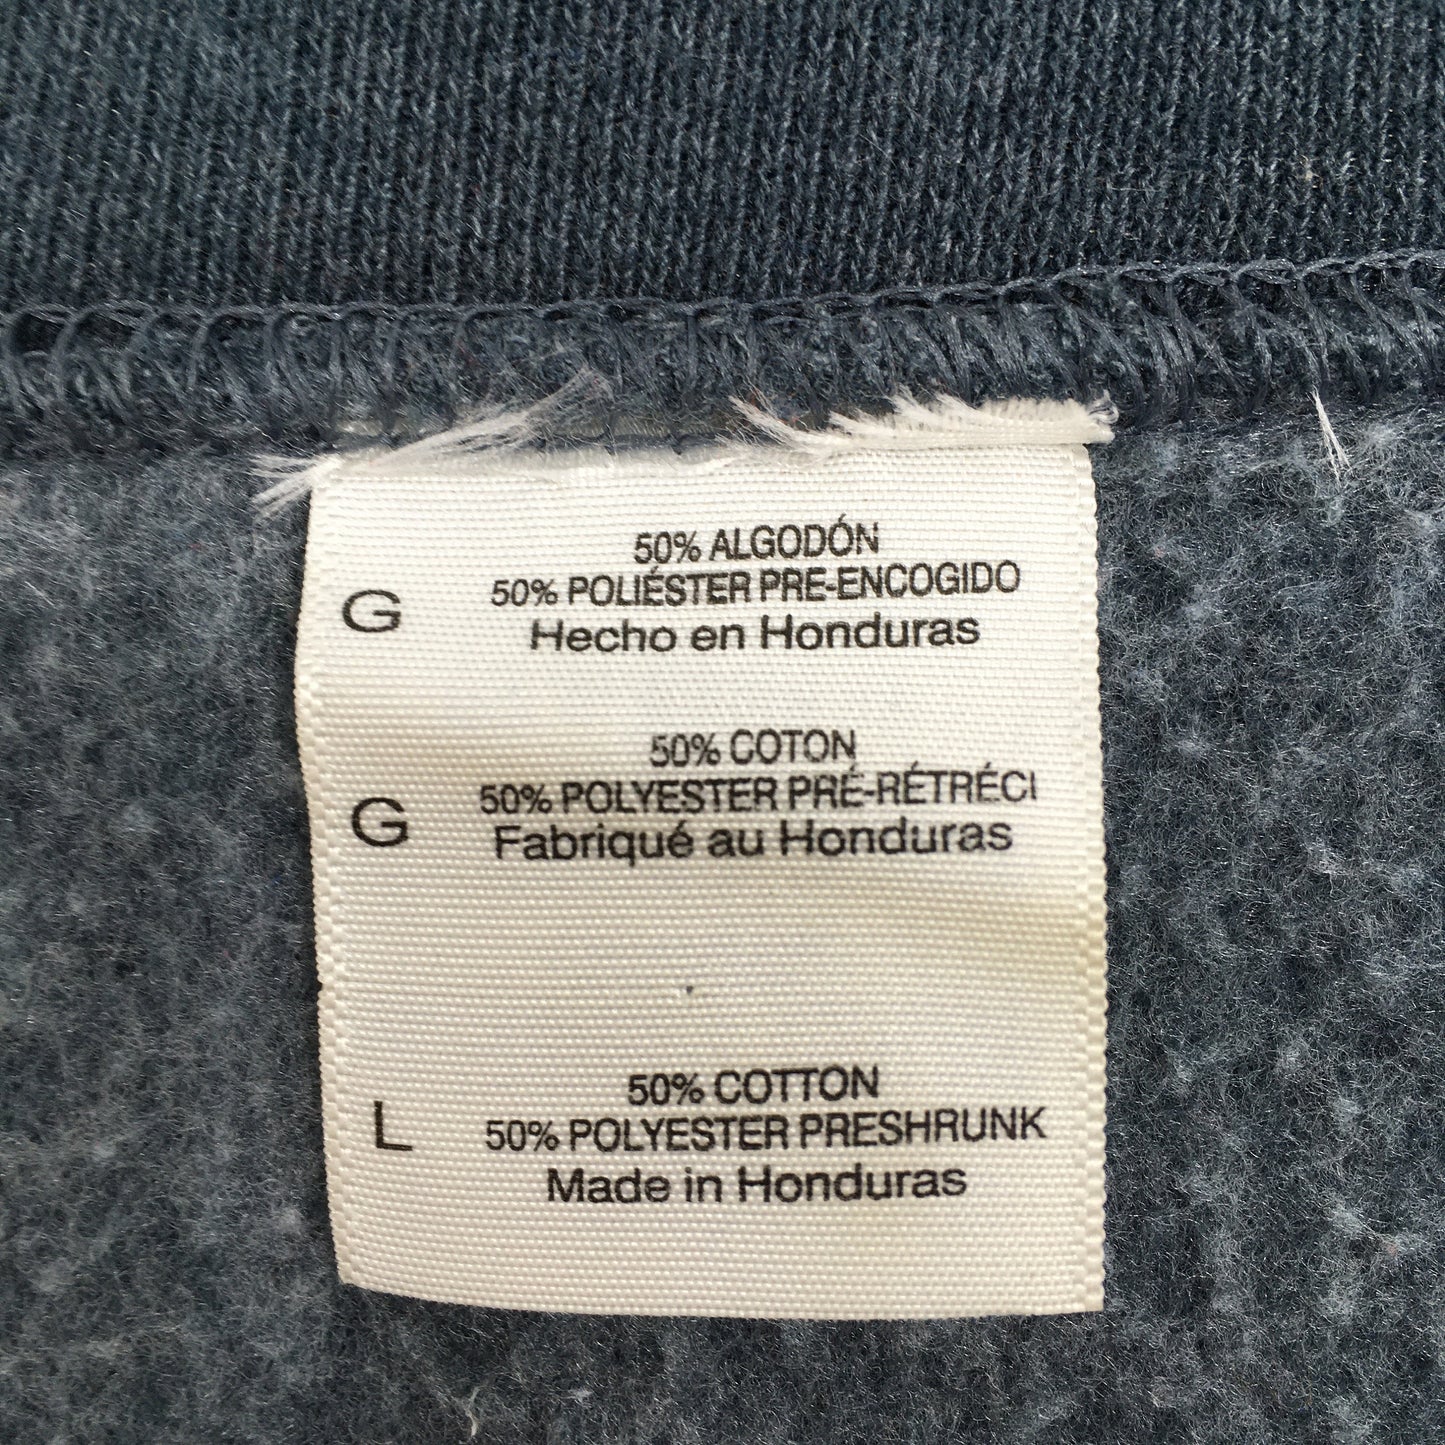 50% ALGODÓN
G 50% POLIÉSTER PRE-ENCOGIDO
Hecho en Honduras
50% COTON
G 50% POLYESTER PRÉ-RÉTRÉCI
Fabriqué au Honduras
50% COTTON
L 50% POLYESTER PRESHRUNK
Made in Honduras